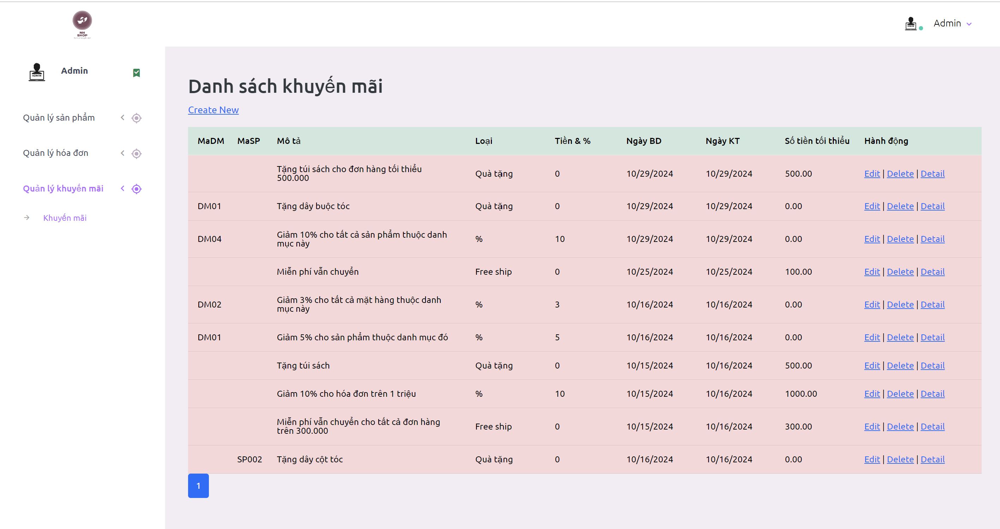 NH
SHOP
ADMIN
Admin
ADMIN
Admin
Quản lý sản phẩm
Quản lý hóa đơn
Quản lý khuyến mãi
Khuyến mãi
Danh sách khuyến mãi
Create New
MaDM MaSP Mô tả Loại Tiền & % Ngày BD Ngày KT Số tiền tối thiểu Hành động
Tặng túi sách cho đơn hàng tối thiểu
500.000
Quà tặng 0 10/29/2024 10/29/2024 500.00 Edit | Delete | Detail
DM01 Tặng dây buộc tóc Quà tặng 0 10/29/2024 10/29/2024 0.00 Edit | Delete | Detail
Giảm 10% cho tất cả sản phẩm thuộc danh
mục này
DM04 % 10 10/29/2024 10/29/2024 0.00 Edit | Delete | Detail
Miễn phí vẫn chuyển Free ship 0 10/25/2024 10/25/2024 100.00 Edit | Delete | Detail
Giảm 3% cho tất cả mặt hàng thuộc danh
mục này
DM02 % 3 10/16/2024 10/16/2024 0.00 Edit | Delete | Detail
DM01 Giảm 5% cho sản phẩm thuộc danh mục đó % 5 10/16/2024 10/16/2024 0.00 Edit | Delete | Detail
Tặng túi sách Quà tặng 0 10/15/2024 10/16/2024 500.00 Edit | Delete | Detail
Giảm 10% cho hóa đơn trên 1 triệu % 10 10/15/2024 10/16/2024 1000.00 Edit | Delete | Detail
Miễn phí vẫn chuyển cho tất cả đơn hàng
trên 300.000
Free ship 0 10/15/2024 10/16/2024 300.00 Edit | Delete | Detail
SP002 Tặng dây cột tóc Quà tặng 0 10/16/2024 10/16/2024 0.00 Edit | Delete | Detail
1